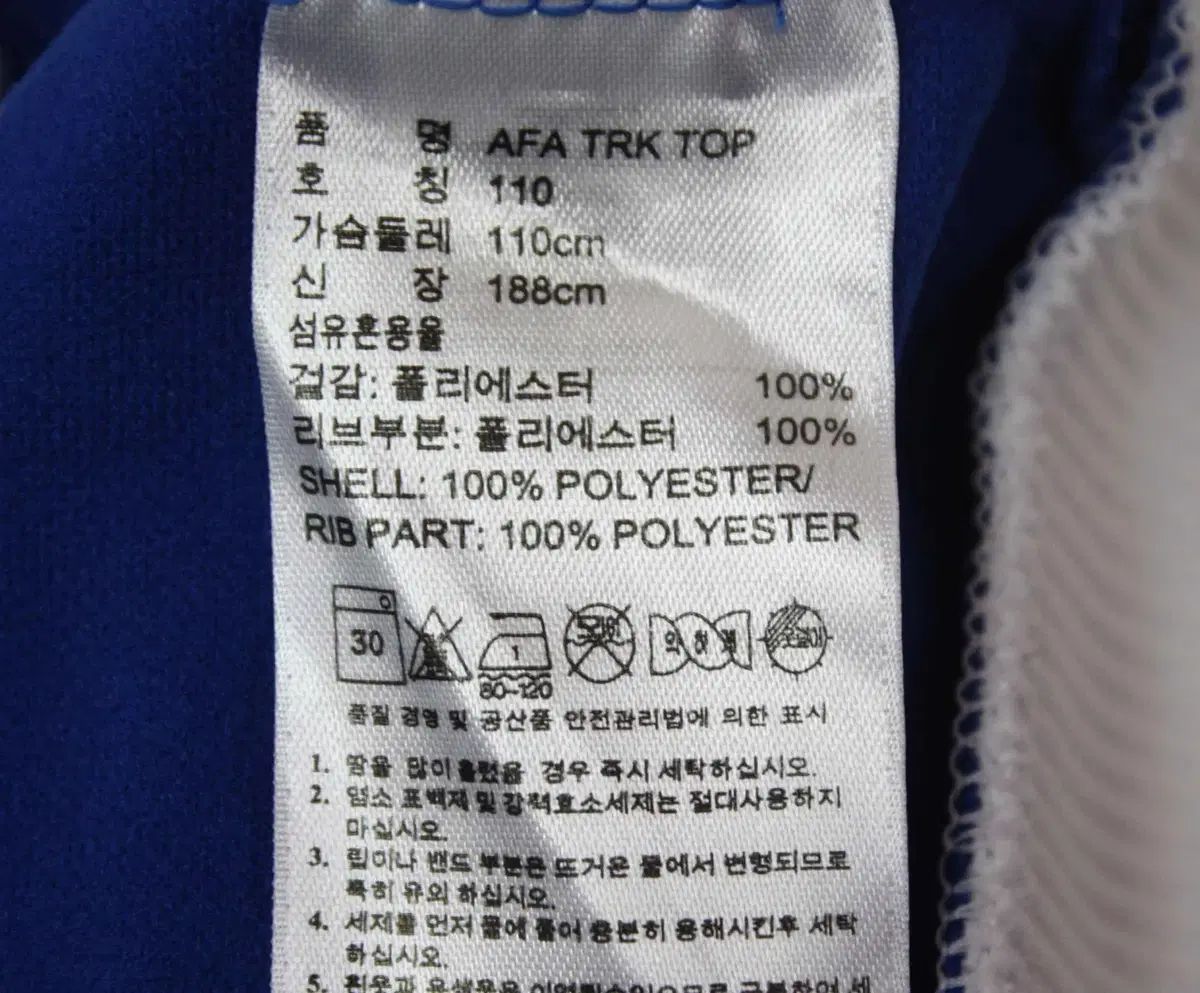 품 명 AFA TRK TOP
호 칭 110
가슴둘레 110cm
신 장 188cm
섬유혼용율
겉감: 폴리에스터 100%
리브부분: 폴리에스터 100%
SHELL: 100% POLYESTER/
RIB PART: 100% POLYESTER
30 1 약하게
80~120
품질 경영 및 공산품 안전관리법에 의한 표시
1. 땀을 많이 흘렸을 경우 즉시 세탁하십시오.
2. 염소 표백제 및 강력효소세제는 절대사용하지
마십시오.
3. 립이나 밴드 부분은 뜨거운 물에서 변형되므로
특히 유의 하십시오.
4. 세제를 먼저 물에 풀어 충분히 용해시킨후 세탁
하십시오.
5.